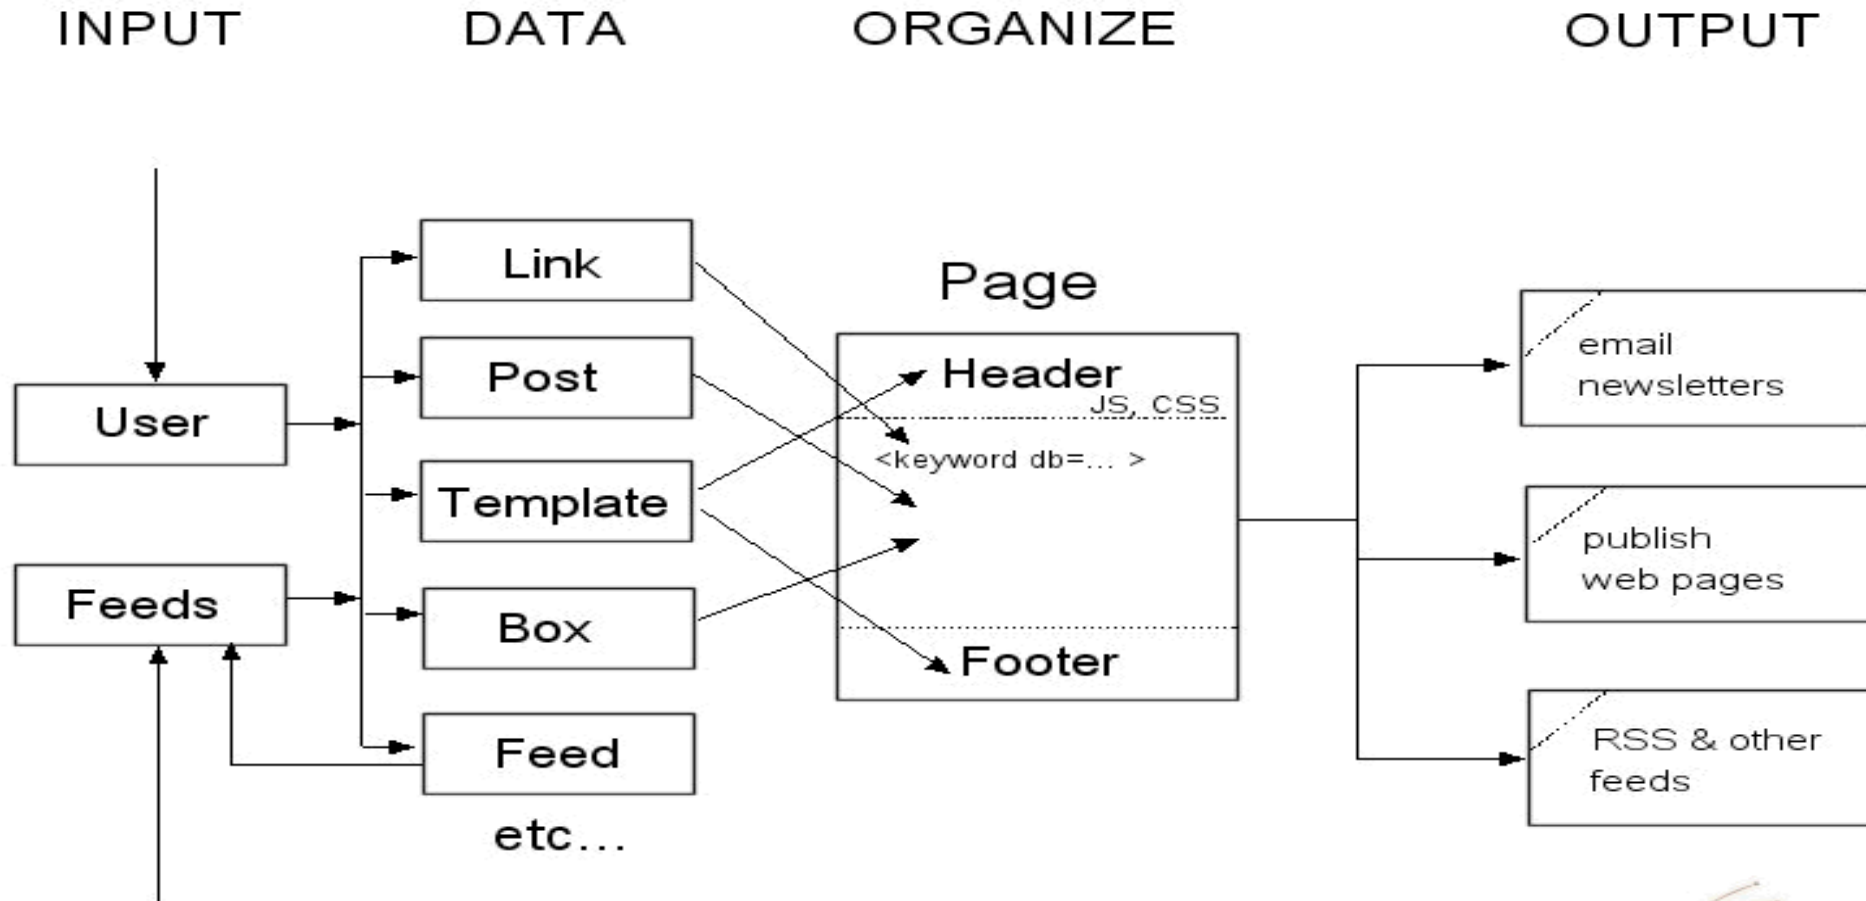 INPUT
DATA
ORGANIZE
OUTPUT
User
Feeds
Link
Post
Template
Box
Feed
etc...
Page
Header
JS, CSS
<keyword db=... >
Footer
email
newsletters
publish
web pages
RSS & other
feeds